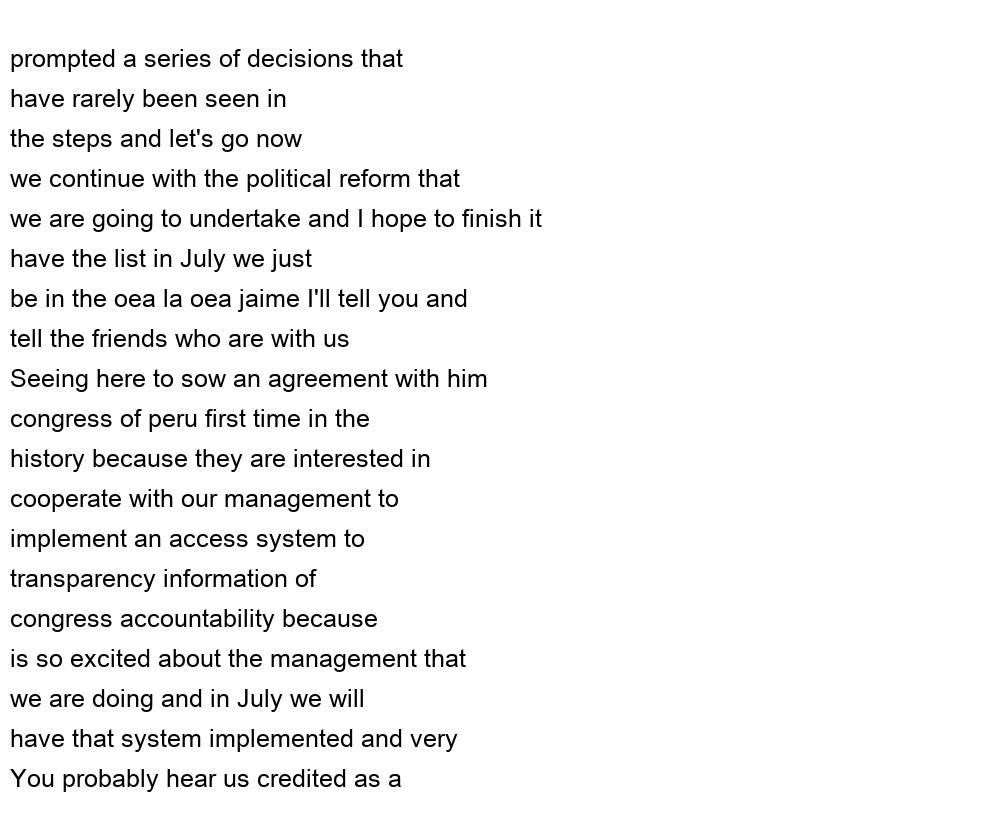 prompted a series of decisions that
have rarely been seen in
the steps and let's go now
we continue with the political reform that
we are going to undertake and I hope to finish it
have the list in July we just
be in the oea la oea jaime I'll tell you and
tell the friends who are with us
Seeing here to sow an agreement with him
congress of peru first time in the
history because they are interested in
cooperate with our management to
implement an access system to
transparency information of
congress accountability because
is so excited about the management that
we are doing and in July we will
have that system implemented and very
You probably hear us credited as a